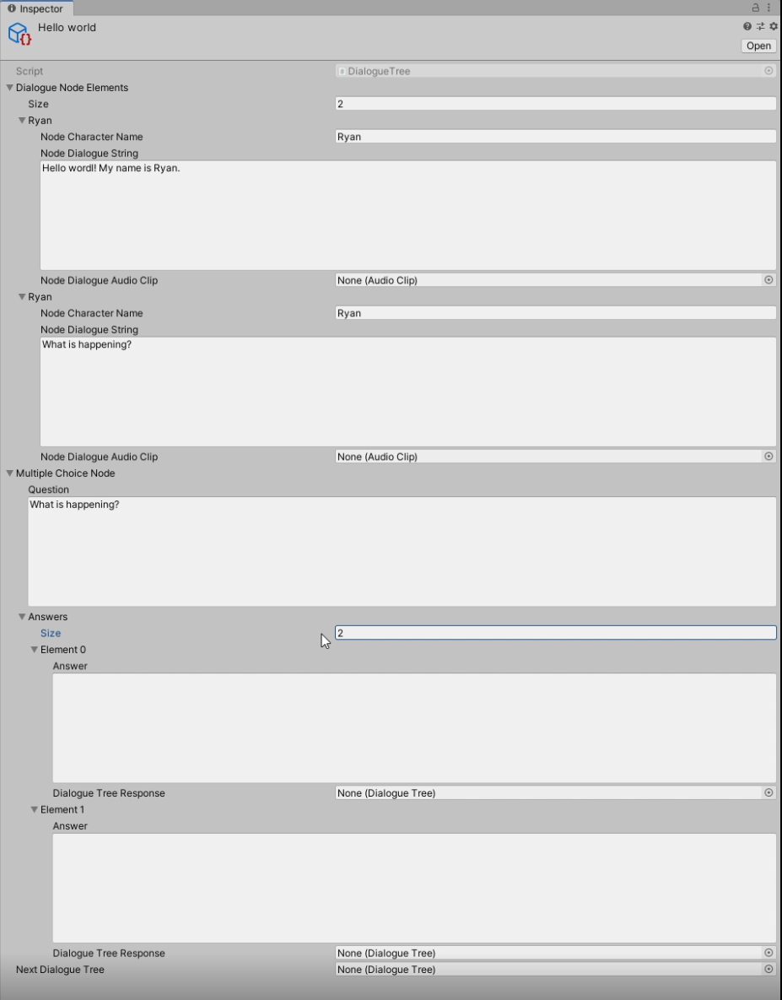 Inspector
Hello world
Open
Script DialogueTree
Dialogue Node Elements
Size 2
Ryan
Node Character Name Ryan
Node Dialogue String
Hello wordl! My name is Ryan.
Node Dialogue Audio Clip None (Audio Clip)
Ryan
Node Character Name Ryan
Node Dialogue String
What is happening?
Node Dialogue Audio Clip None (Audio Clip)
Multiple Choice Node
Question
What is happening?
Answers
Size 2
Element 0
Answer
Dialogue Tree Response None (Dialogue Tree)
Element 1
Answer
Dialogue Tree Response None (Dialogue Tree)
Next Dialogue Tree None (Dialogue Tree)